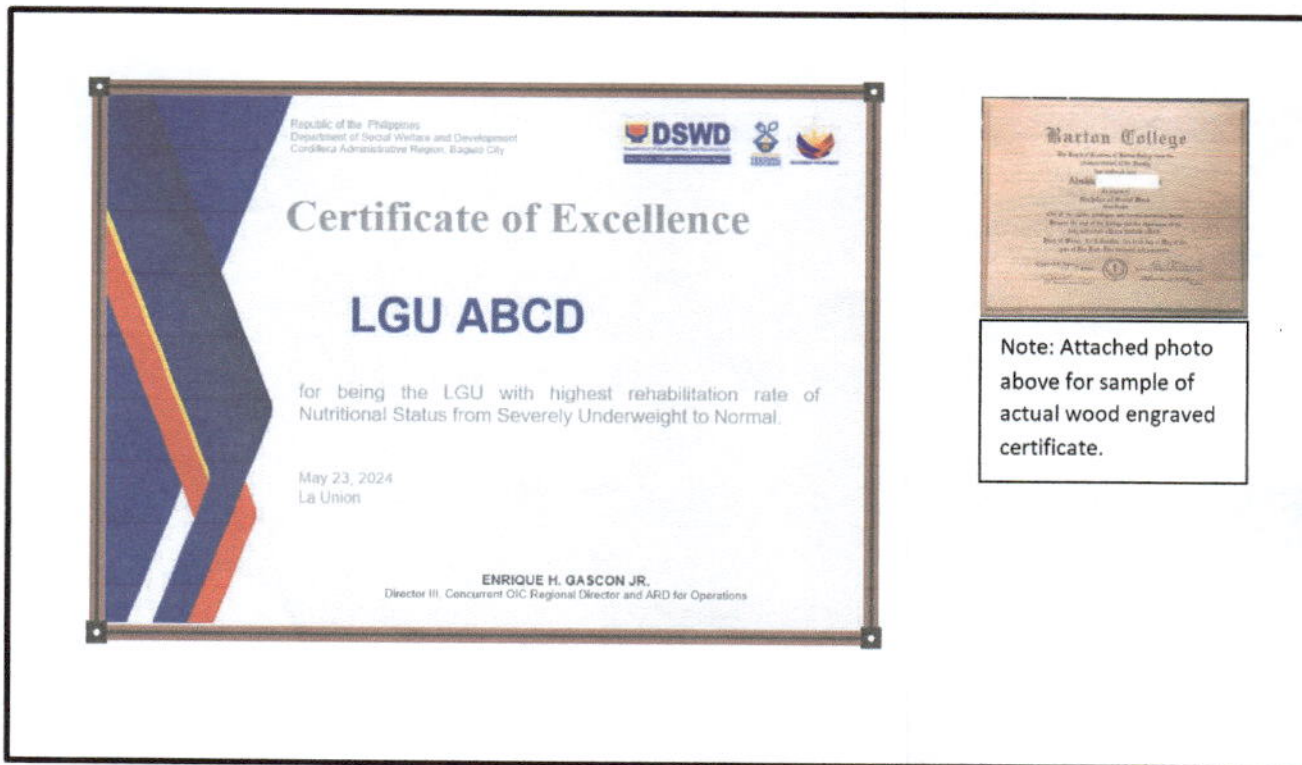 Republic of the Philippines
Department of Social Welfare and Development
Cordillera Administrative Region, Baguio City
DSWD
Certificate of Excellence
LGU ABCD
for being the LGU with highest rehabilitation rate of
Nutritional Status from Severely Underweight to Normal.
May 23, 2024
La Union
ENRIQUE H. GASCON JR.
Director III, Concurrent OIC Regional Director and ARD for Operations
Barton College
Note: Attached photo
above for sample of
actual wood engraved
certificate.